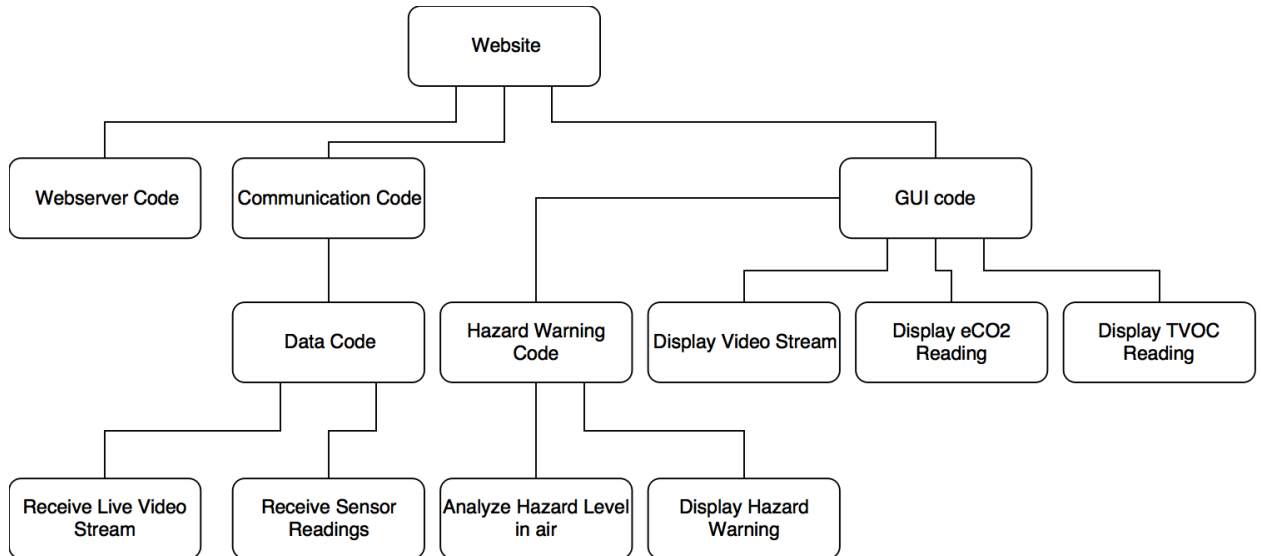 Website
Webserver Code
Communication Code
GUI code
Data Code
Hazard Warning
Code
Display Video Stream
Display eCO2
Reading
Display TVOC
Reading
Receive Live Video
Stream
Receive Sensor
Readings
Analyze Hazard Level
in air
Display Hazard
Warning